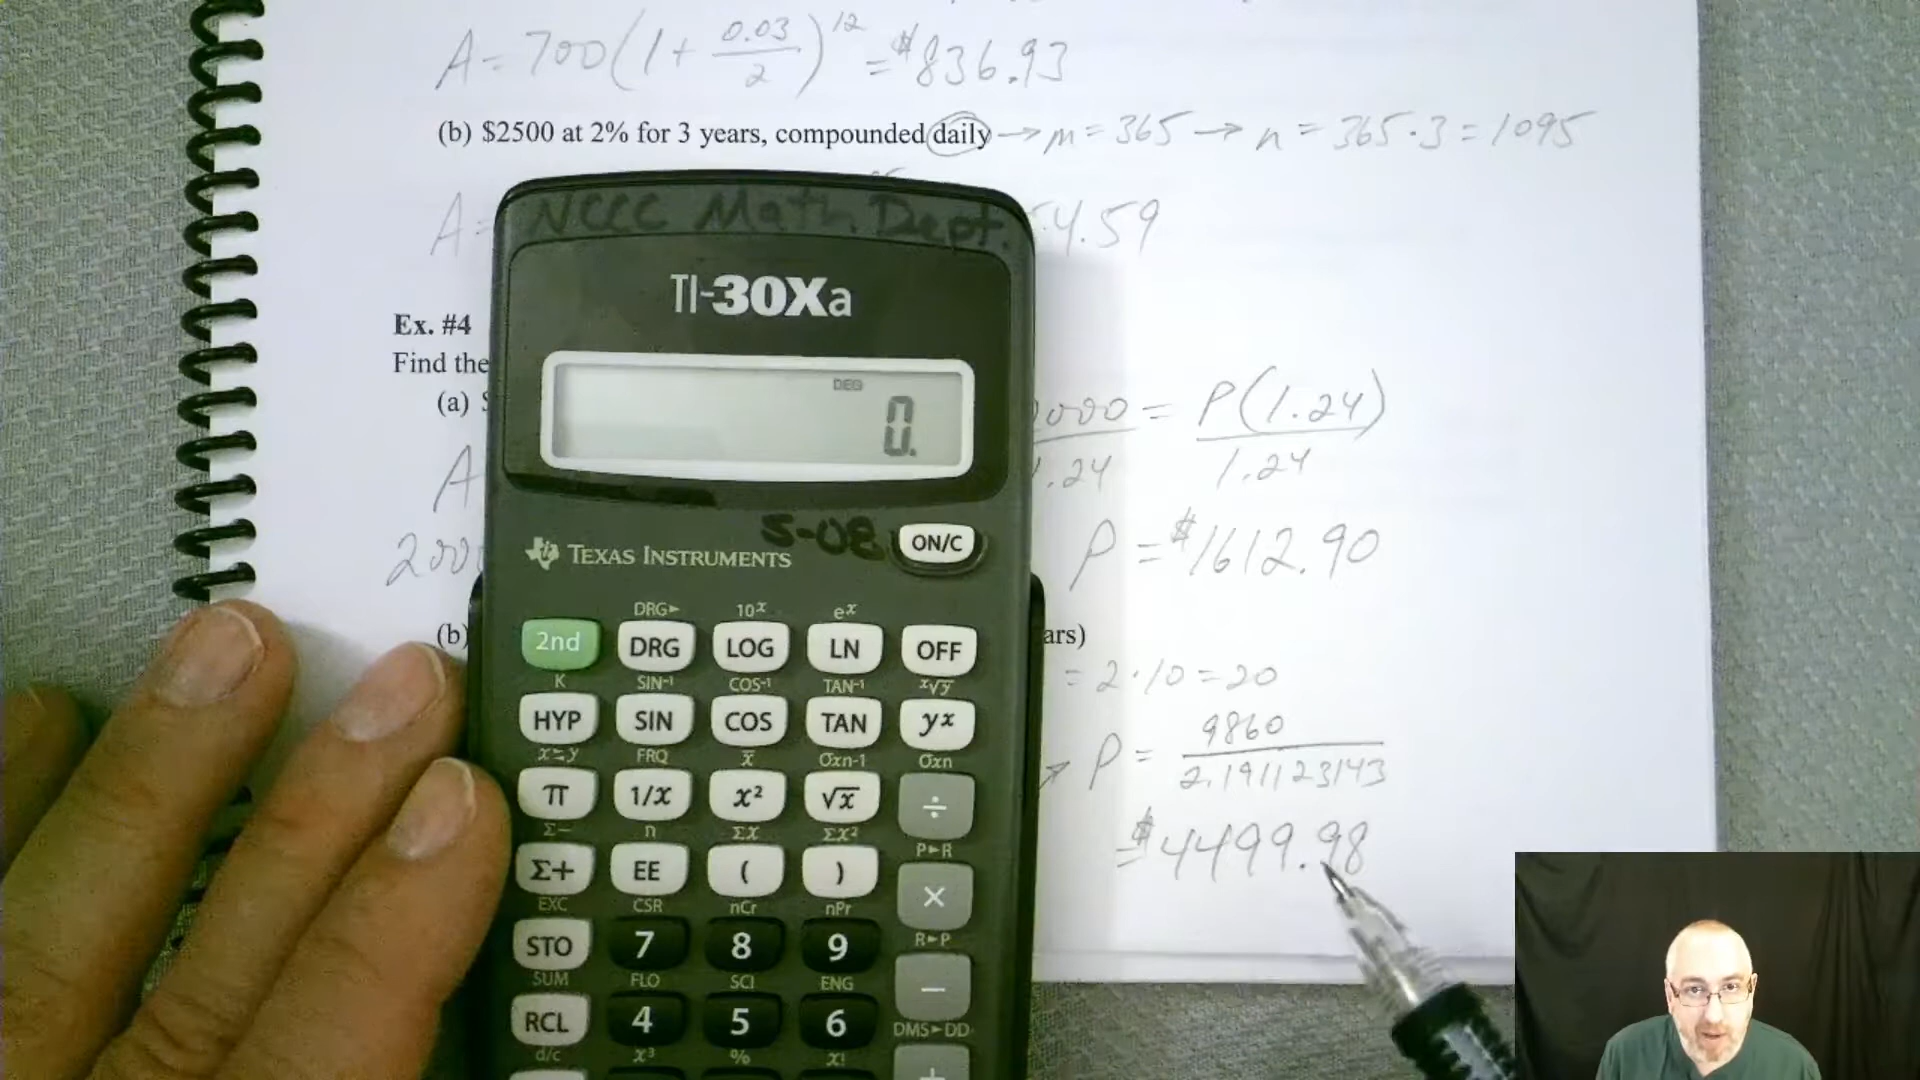 A = 700(1 + 0.03/2)^12 = $836.93
(b) $2500 at 2% for 3 years, compounded daily → m = 365 → n = 365·3 = 1095
A = 4.59
NCCC Math Dept.
TI-30Xa
Ex. #4
Find the
(a)
000 = P(1.24)
1.24 1.24
DEG
0.
A
200
P = $1612.90
S-08
ON/C
TEXAS INSTRUMENTS
(b) ars)
= 2·10 = 20
→ P = 9860
2.191123143
= $4499.98
DRG► 10ˣ eˣ
2nd DRG LOG LN OFF
K SIN⁻¹ COS⁻¹ TAN⁻¹ ˣ√y
HYP SIN COS TAN yˣ
x⇆y FRQ x̄ σxn-1 σxn
π 1/x x² √x ÷
Σ− n Σx Σx² P►R
Σ+ EE ( ) ×
EXC CSR nCr nPr R►P
STO 7 8 9 −
SUM FLO SCI ENG DMS►DD
RCL 4 5 6 +
d/c x³ % x!